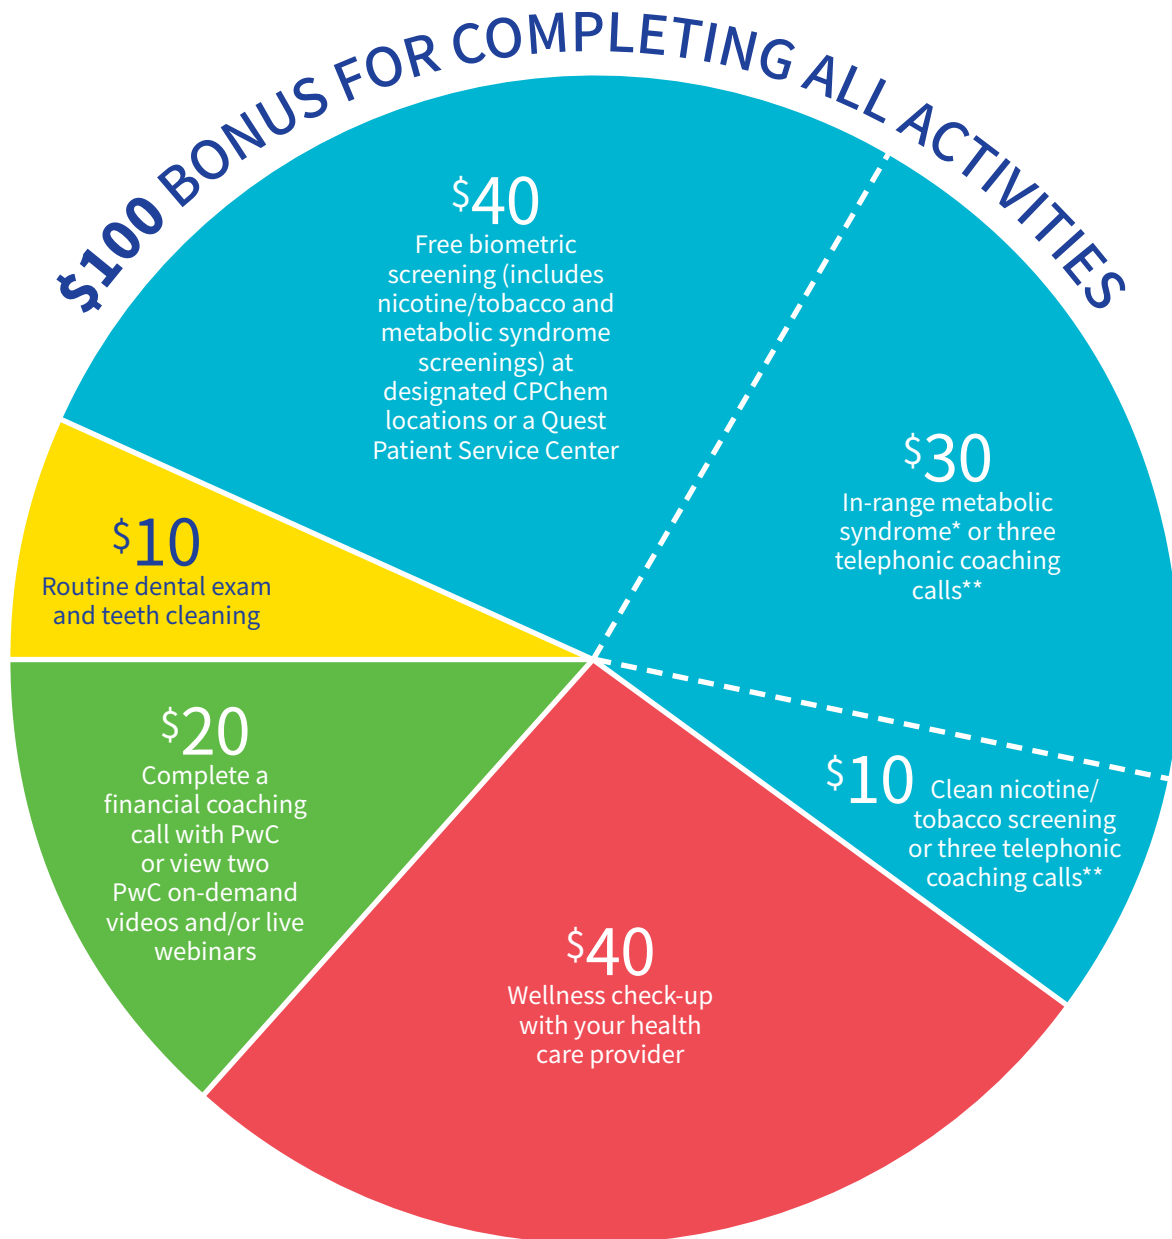 $100 BONUS FOR COMPLETING ALL ACTIVITIES
$40
Free biometric
screening (includes
nicotine/tobacco and
metabolic syndrome
screenings) at
designated CPChem
locations or a Quest
Patient Service Center
$30
In-range metabolic
syndrome* or three
telephonic coaching
calls**
$10
Routine dental exam
and teeth cleaning
$20
Complete a
financial coaching
call with PwC
or view two
PwC on-demand
videos and/or live
webinars
$10 Clean nicotine/
tobacco screening
or three telephonic
coaching calls**
$40
Wellness check-up
with your health
care provider